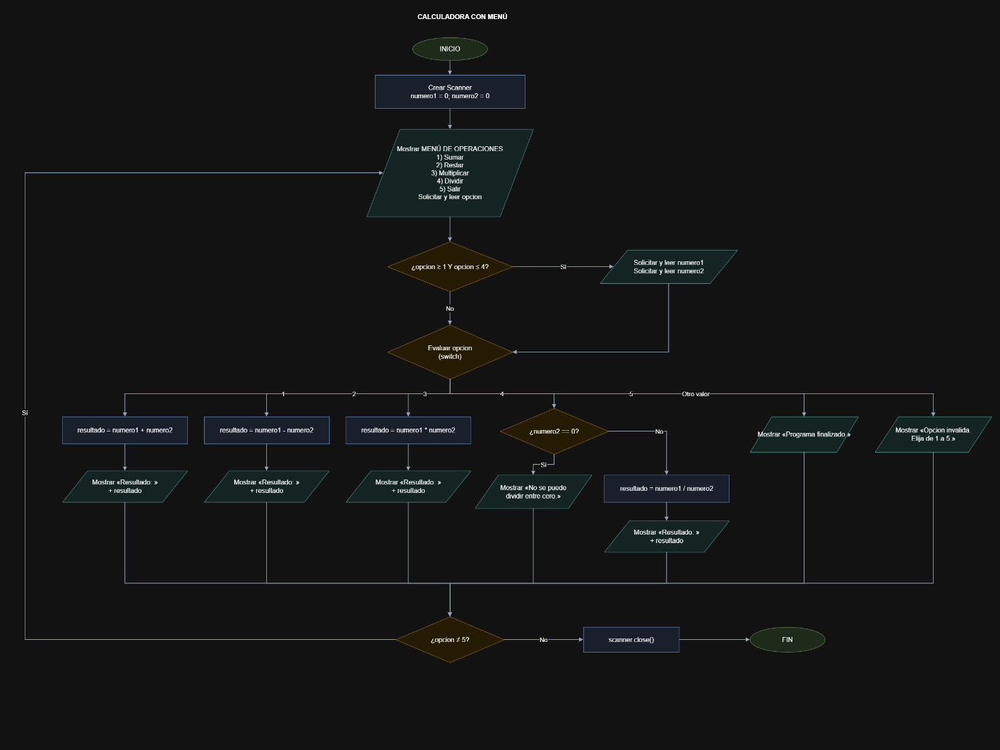 CALCULADORA CON MENÚ
INICIO
Crear Scanner
numero1 = 0; numero2 = 0
Mostrar MENÚ DE OPERACIONES
1) Sumar
2) Restar
3) Multiplicar
4) Dividir
5) Salir
Solicitar y leer opcion
¿opcion ≥ 1 Y opcion ≤ 4?
Sí
Solicitar y leer numero1
Solicitar y leer numero2
No
Evaluar opcion
(switch)
1
2
3
4
5
Otro valor
Sí
resultado = numero1 + numero2
resultado = numero1 - numero2
resultado = numero1 * numero2
¿numero2 == 0?
No
Mostrar «Programa finalizado.»
Mostrar «Opcion invalida.
Elija de 1 a 5.»
Sí
Mostrar «Resultado: »
+ resultado
Mostrar «Resultado: »
+ resultado
Mostrar «Resultado: »
+ resultado
Mostrar «No se puede
dividir entre cero.»
resultado = numero1 / numero2
Mostrar «Resultado: »
+ resultado
¿opcion ≠ 5?
No
scanner.close()
FIN